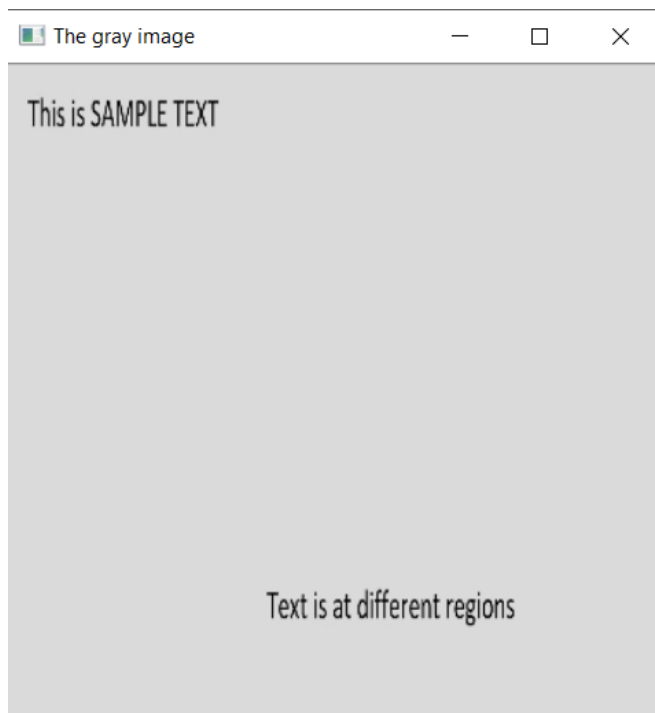 The gray image
This is SAMPLE TEXT
Text is at different regions